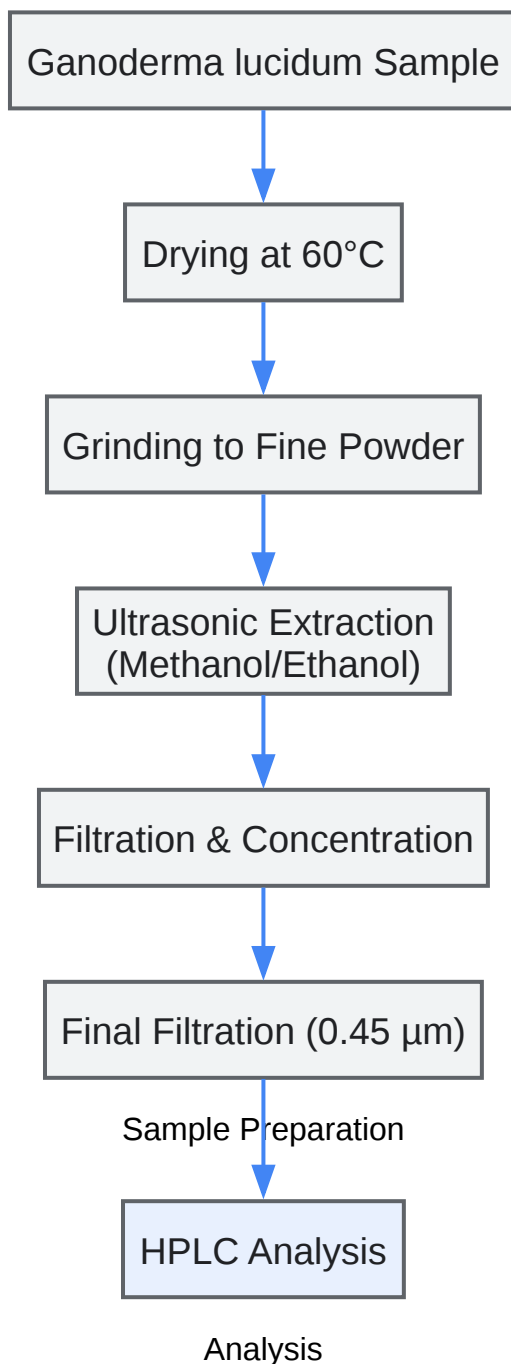 Ganoderma lucidum Sample
Drying at 60°C
Grinding to Fine Powder
Ultrasonic Extraction
(Methanol/Ethanol)
Filtration & Concentration
Final Filtration (0.45 µm)
Sample Preparation
HPLC Analysis
Analysis